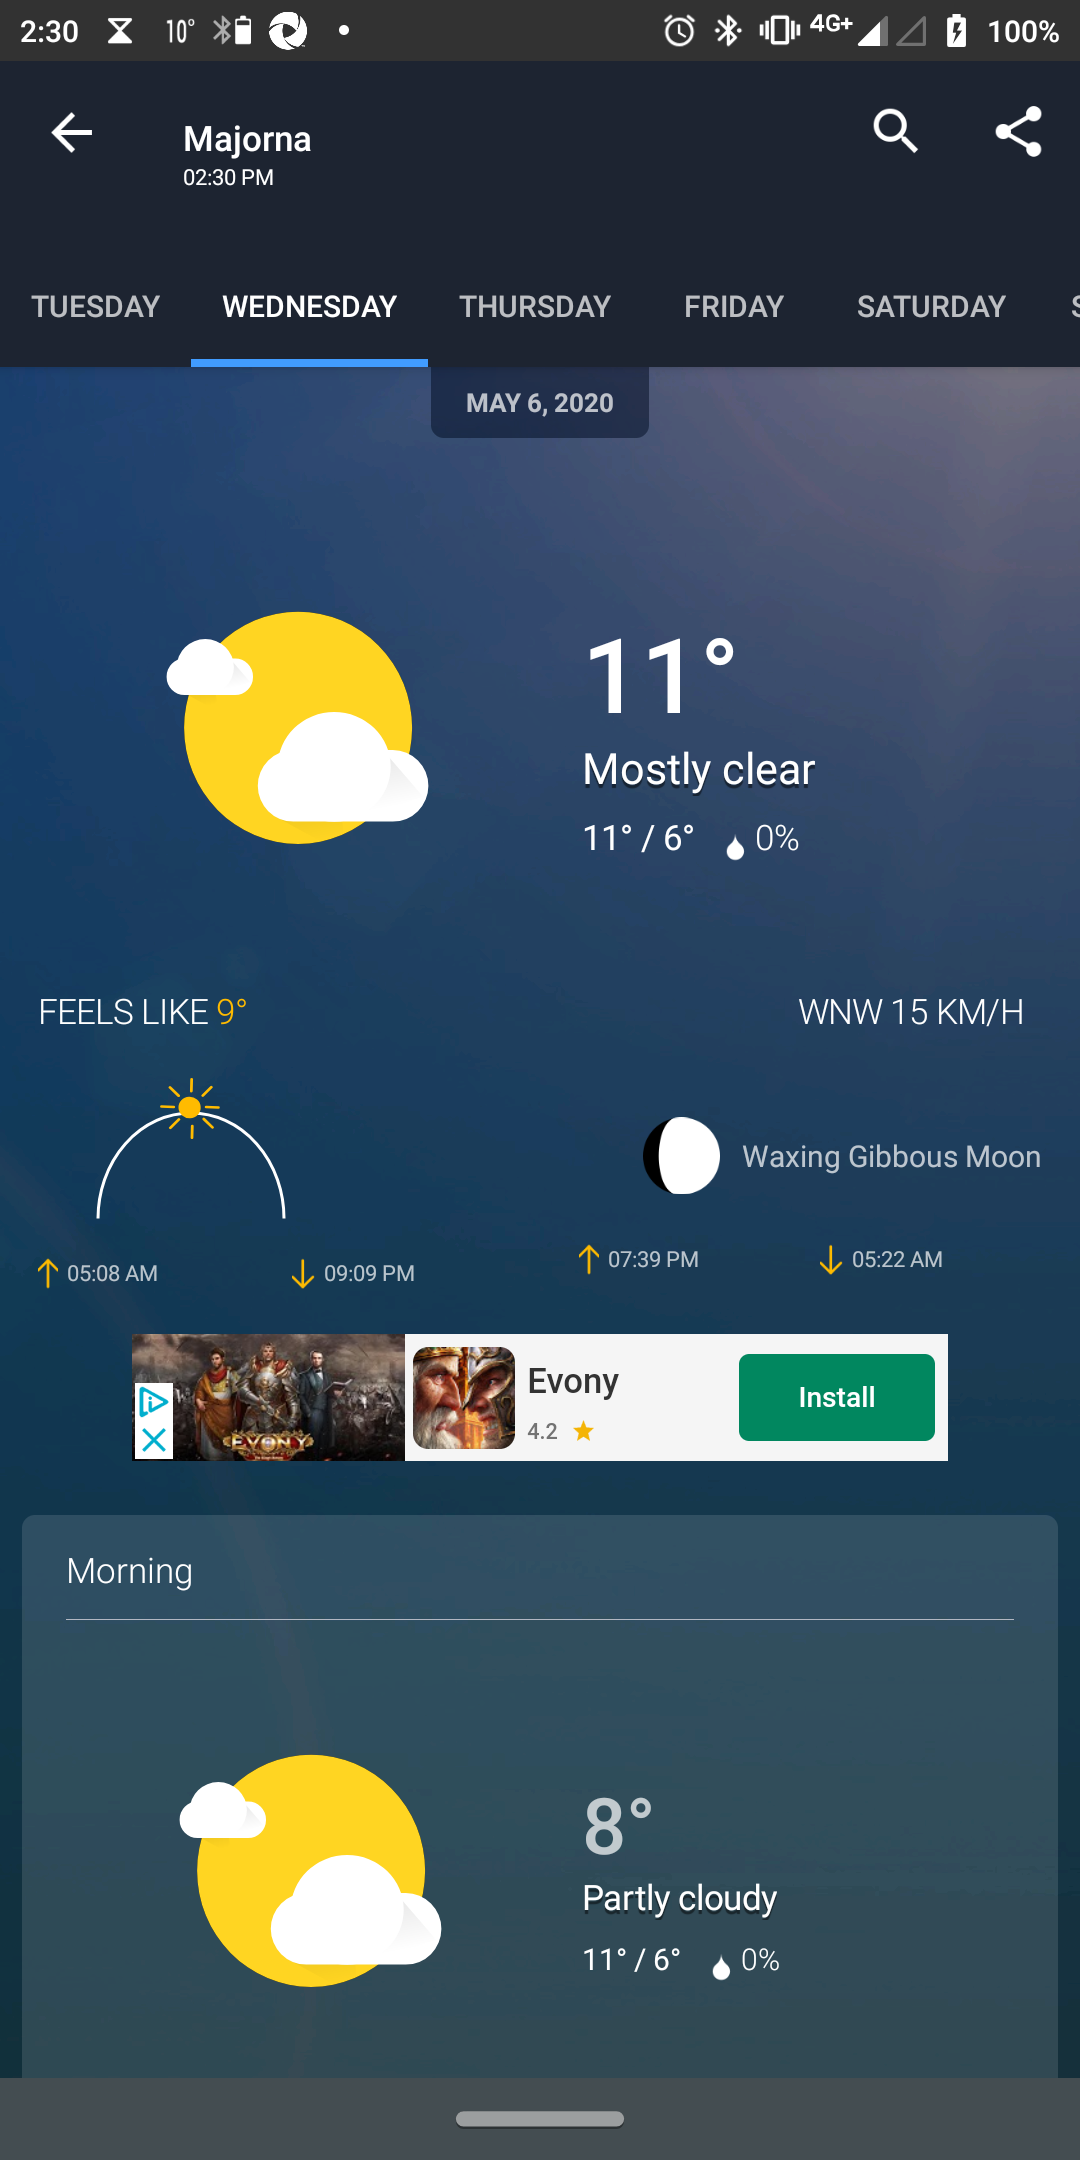 2:30 10° 4G+ 100%
Majorna
02:30 PM
TUESDAY WEDNESDAY THURSDAY FRIDAY SATURDAY S
MAY 6, 2020
11°
Mostly clear
11° / 6° 0%
FEELS LIKE 9° WNW 15 KM/H
Waxing Gibbous Moon
05:08 AM 09:09 PM 07:39 PM 05:22 AM
EVONY
Evony
4.2
Install
Morning
8°
Partly cloudy
11° / 6° 0%